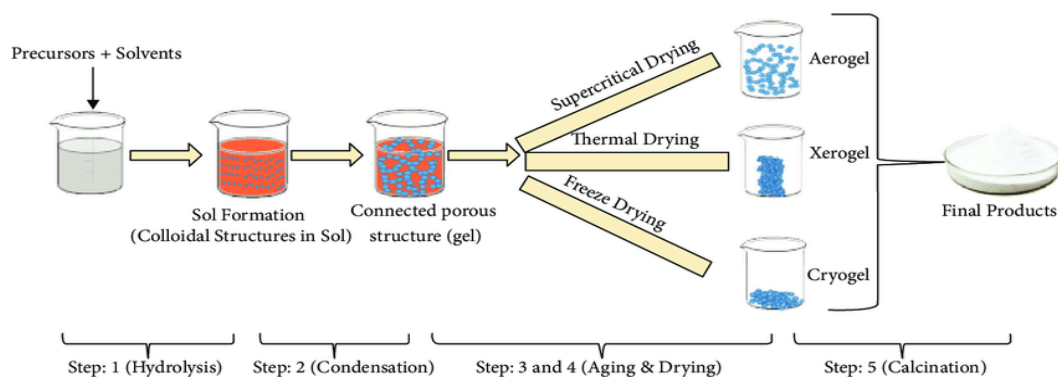 Precursors + Solvents
Sol Formation
(Colloidal Structures in Sol)
Connected porous
structure (gel)
Supercritical Drying
Thermal Drying
Freeze Drying
Aerogel
Xerogel
Cryogel
Final Products
Step: 1 (Hydrolysis)
Step: 2 (Condensation)
Step: 3 and 4 (Aging & Drying)
Step: 5 (Calcination)